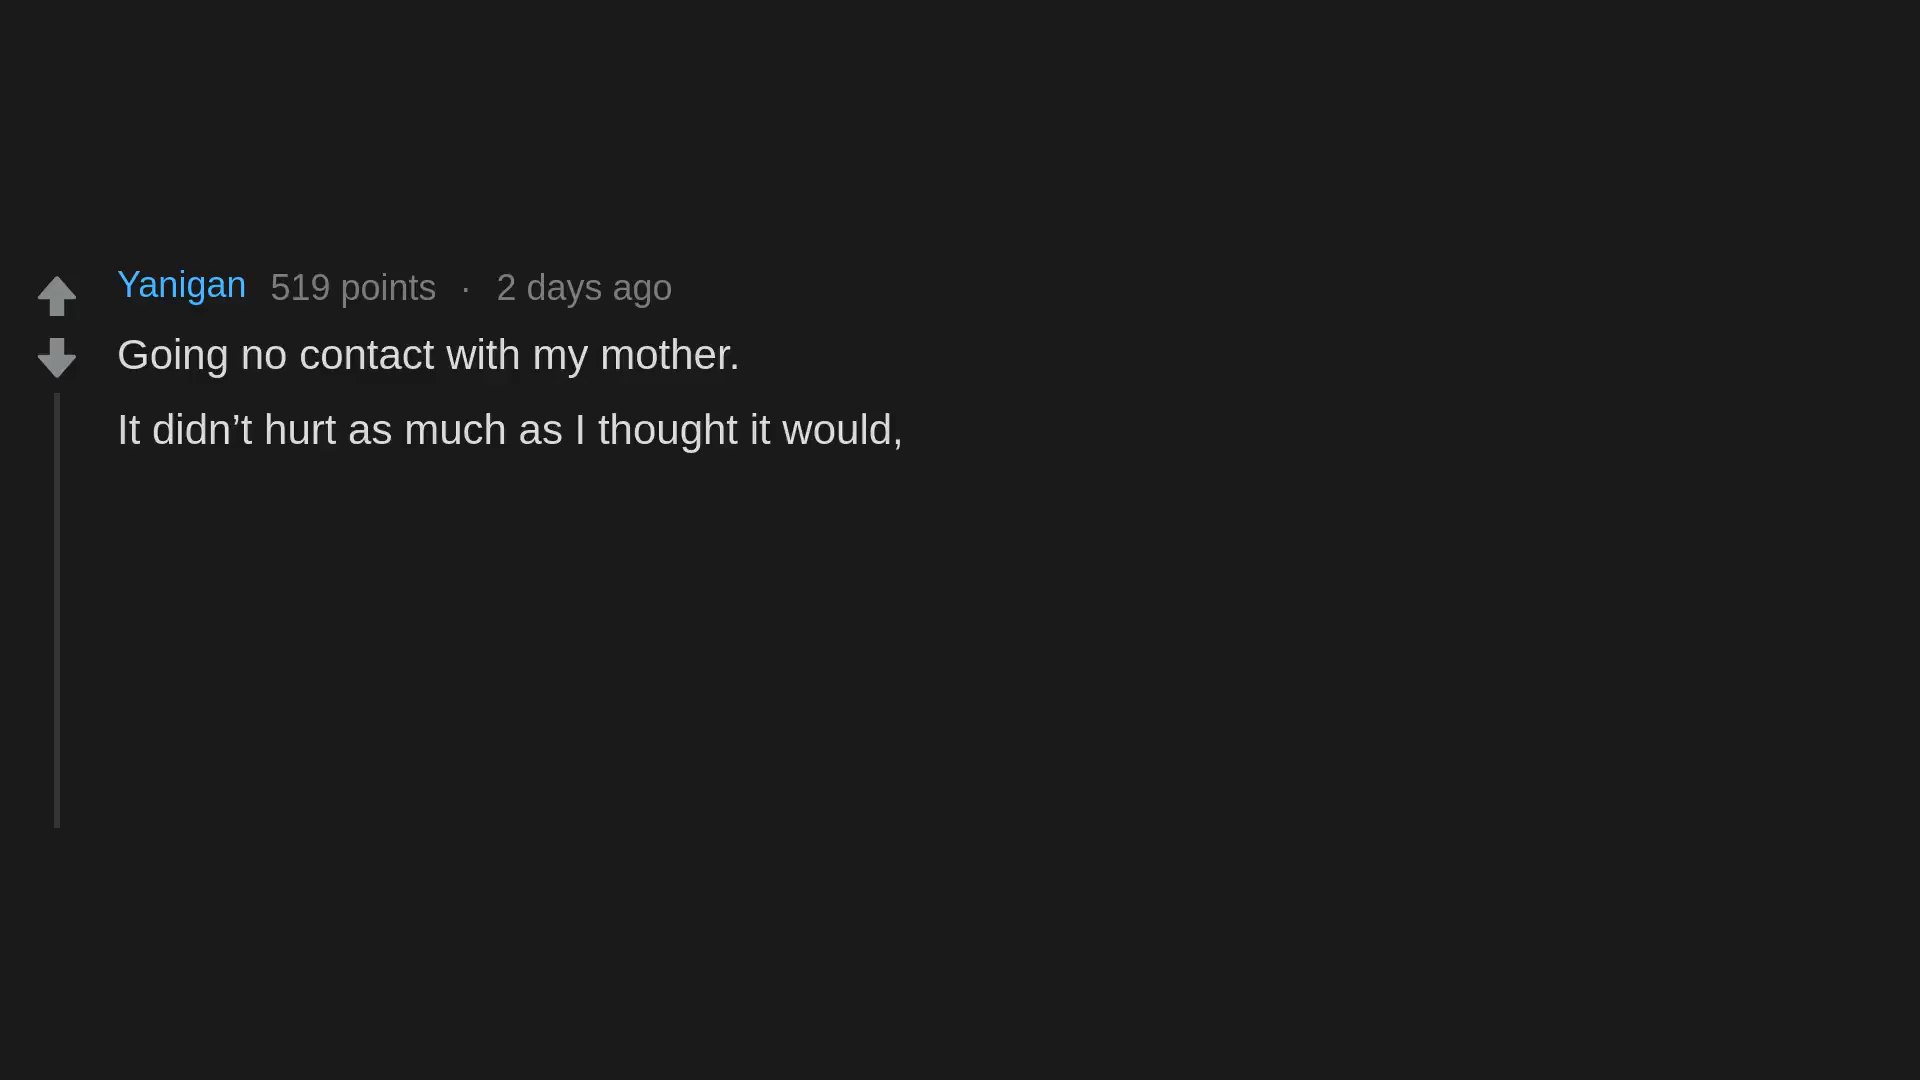 Yanigan 519 points · 2 days ago
Going no contact with my mother.
It didn’t hurt as much as I thought it would,